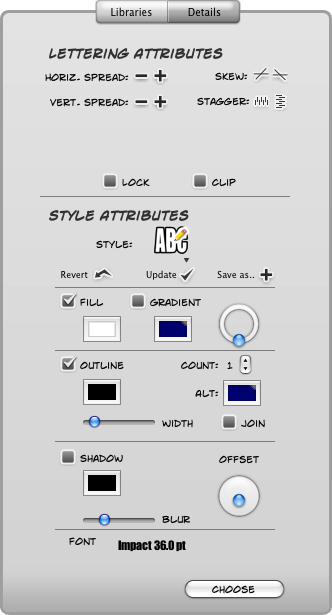 Libraries Details
LETTERING ATTRIBUTES
HORIZ. SPREAD: SKEW:
VERT. SPREAD: STAGGER:
LOCK CLIP
STYLE ATTRIBUTES
STYLE: ABC
Revert Update Save as..
FILL GRADIENT
OUTLINE COUNT: 1
ALT:
WIDTH JOIN
SHADOW OFFSET
BLUR
FONT Impact 36.0 pt
CHOOSE